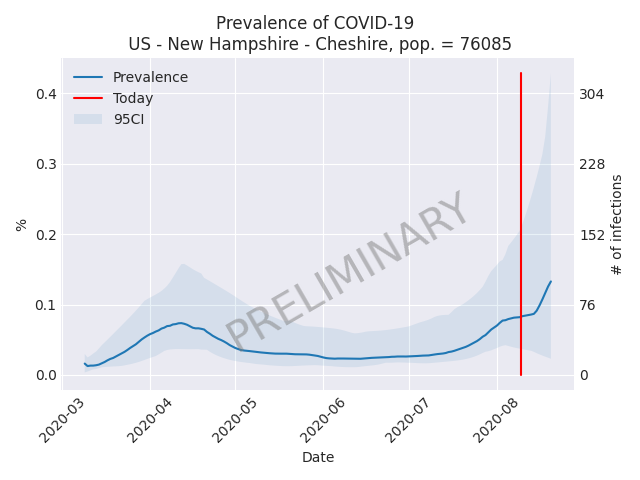 Prevalence of COVID-19
US - New Hampshire - Cheshire, pop. = 76085
Prevalence
Today
95CI
PRELIMINARY
%
0.4
0.3
0.2
0.1
0.0
304
228
152
76
0
# of infections
2020-03
2020-04
2020-05
2020-06
2020-07
2020-08
Date